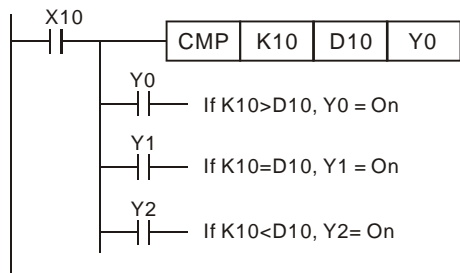 X10
CMP K10 D10 Y0
Y0
If K10>D10, Y0 = On
Y1
If K10=D10, Y1 = On
Y2
If K10<D10, Y2= On